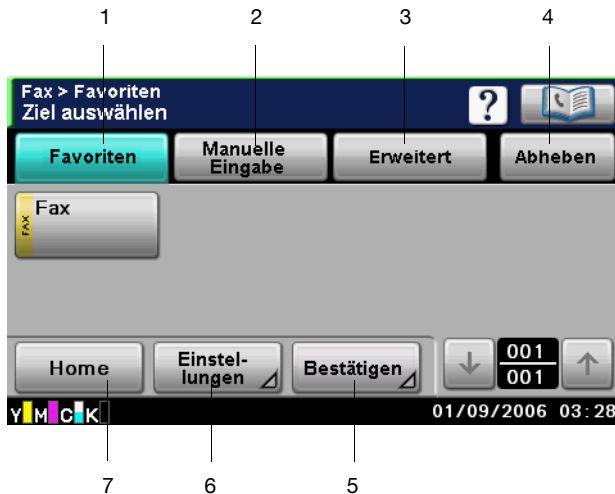 1 2 3 4
Fax > Favoriten
Ziel auswählen
?
Favoriten
Manuelle
Eingabe
Erweitert
Abheben
FAX
Fax
Home
Einstel-
lungen
Bestätigen
001
001
Y M C K
01/09/2006 03:28
7 6 5